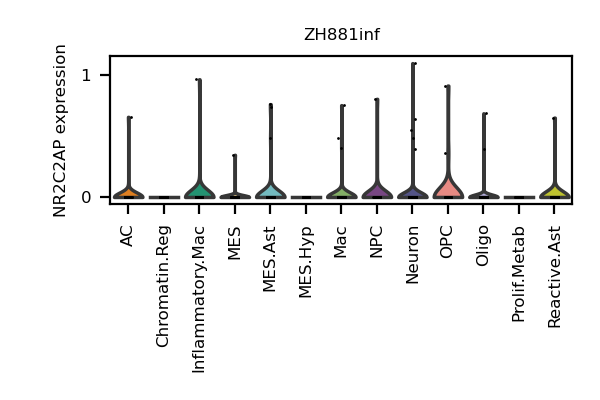 ZH881inf
NR2C2AP expression
1
0
AC
Chromatin.Reg
Inflammatory.Mac
MES
MES.Ast
MES.Hyp
Mac
NPC
Neuron
OPC
Oligo
Prolif.Metab
Reactive.Ast